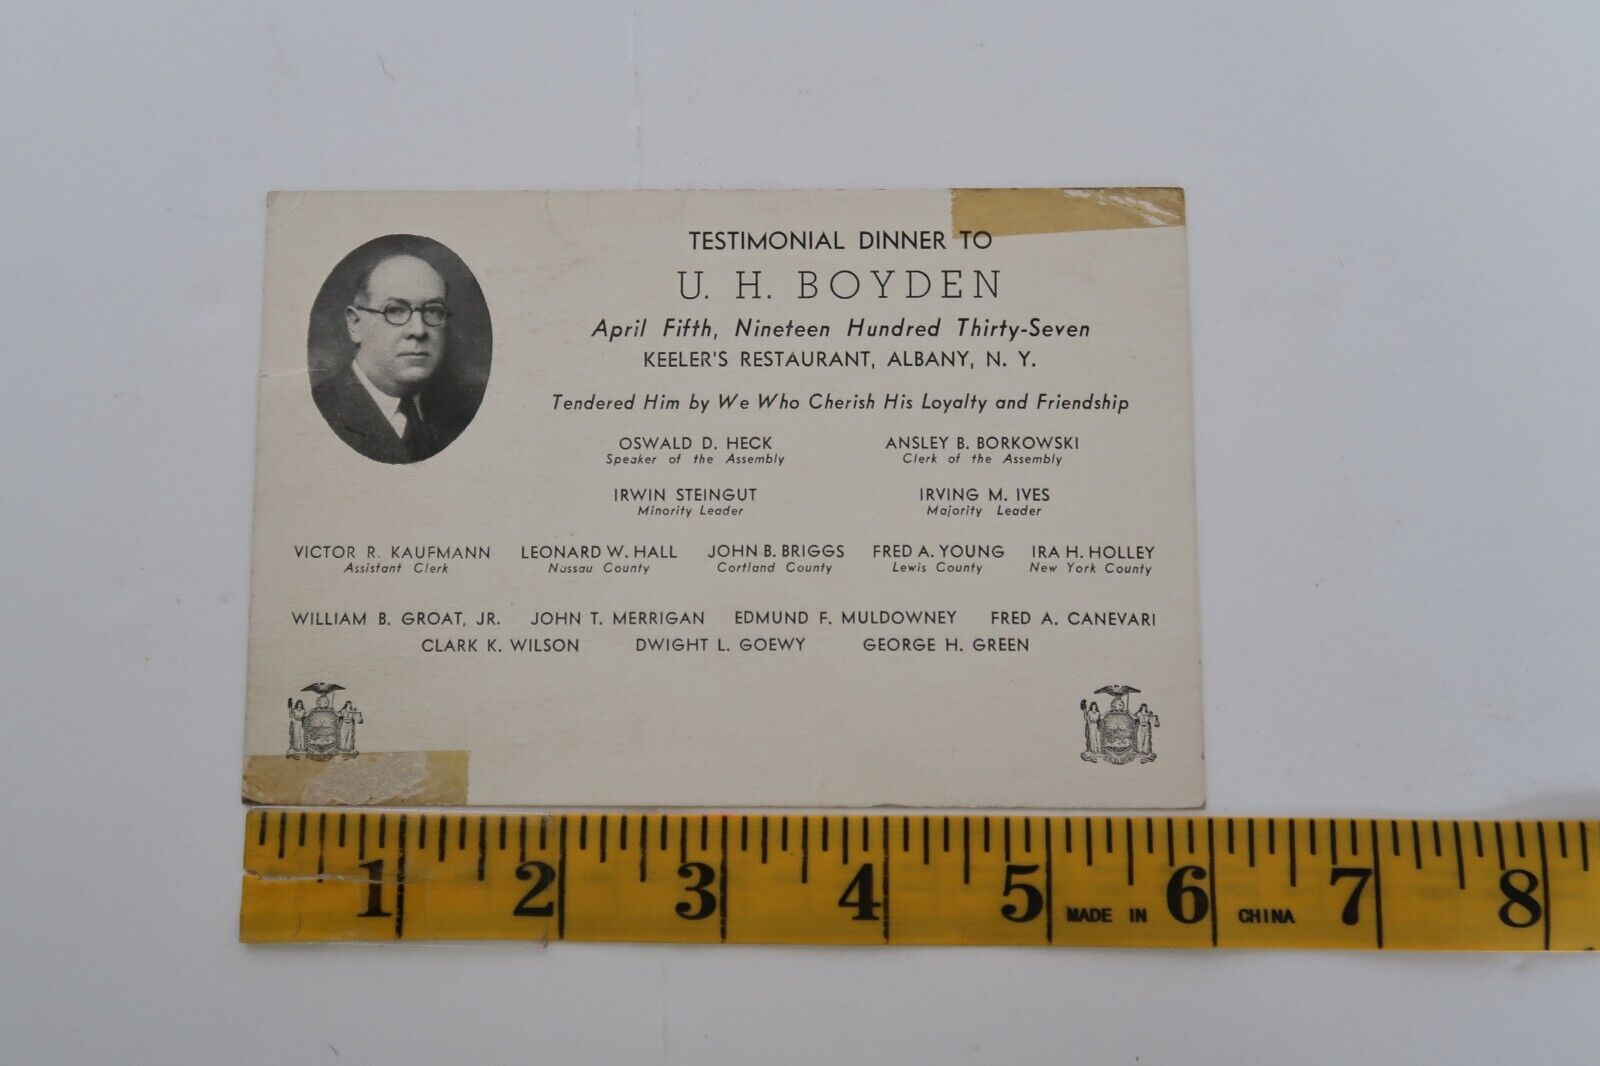 TESTIMONIAL DINNER TO
U. H. BOYDEN
April Fifth, Nineteen Hundred Thirty-Seven
KEELER'S RESTAURANT, ALBANY, N. Y.
Tendered Him by We Who Cherish His Loyalty and Friendship
OSWALD D. HECK ANSLEY B. BORKOWSKI
Speaker of the Assembly Clerk of the Assembly
IRWIN STEINGUT IRVING M. IVES
Minority Leader Majority Leader
VICTOR R. KAUFMANN LEONARD W. HALL JOHN B. BRIGGS FRED A. YOUNG IRA H. HOLLEY
Assistant Clerk Nassau County Cortland County Lewis County New York County
WILLIAM B. GROAT, JR. JOHN T. MERRIGAN EDMUND F. MULDOWNEY FRED A. CANEVARI
CLARK K. WILSON DWIGHT L. GOEWY GEORGE H. GREEN
1 2 3 4 5 MADE IN 6 CHINA 7 8